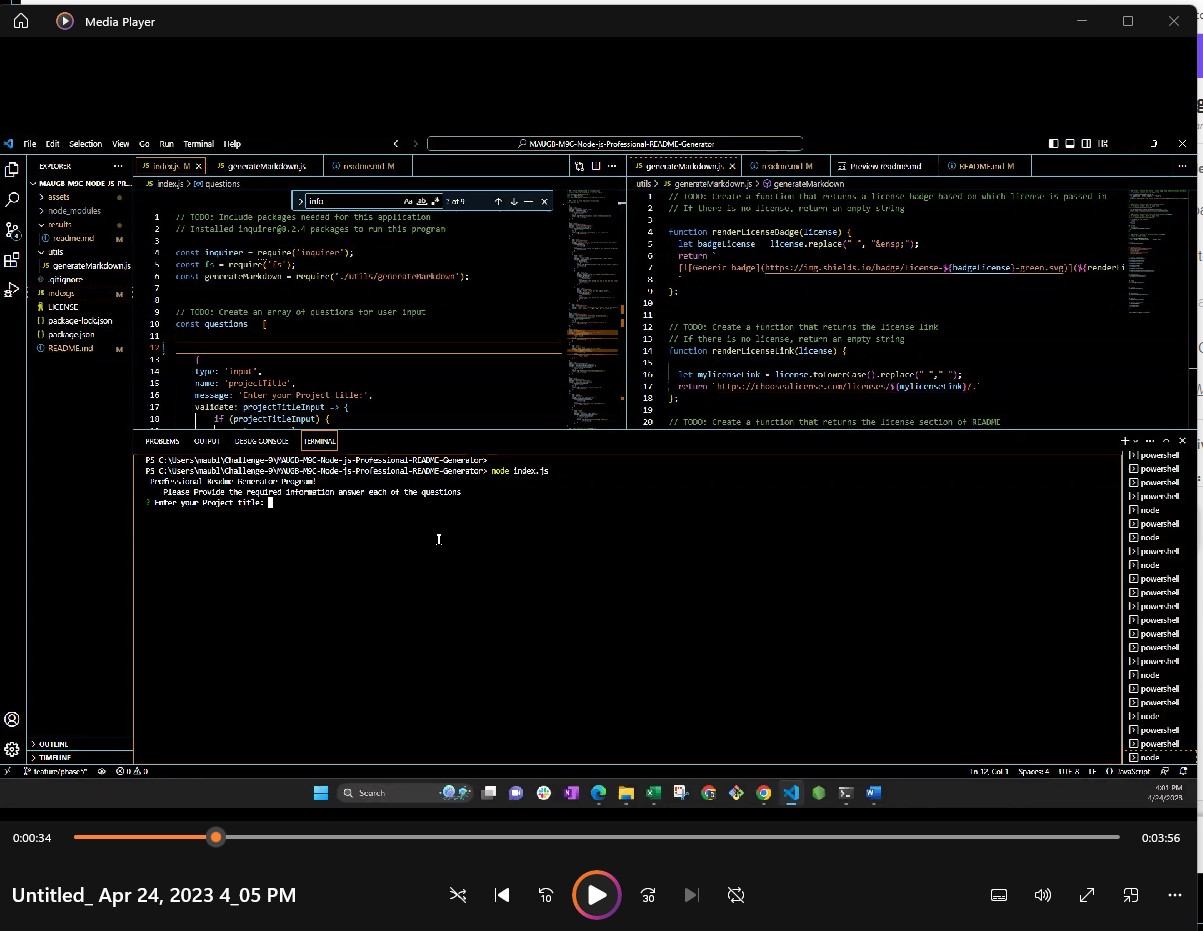 Media Player
File Edit Selection View Go Run Terminal Help
MAUGB-M9C-Node-js-Professional-README-Generator
EXPLORER
MAUGB-M9C NODE JS PR...
assets
node_modules
results
readme.md M
utils
generateMarkdown.js
.gitignore
index.js M
LICENSE
package-lock.json
package.json
README.md M
OUTLINE
TIMELINE
index.js M
generateMarkdown.js
readme.md M
index.js > questions
info
Aa ab
2 of 9
1 // TODO: Include packages needed for this application
2 // Installed inquirer@8.2.4 packages to run this program
3
4 const inquirer = require('inquirer');
5 const fs = require('fs');
6 const generateMarkdown = require('./utils/generateMarkdown');
7
8
9 // TODO: Create an array of questions for user input
10 const questions = [
11
12
13 {
14 type: 'input',
15 name: 'projectTitle',
16 message: 'Enter your Project title:',
17 validate: projectTitleInput => {
18 if (projectTitleInput) {
generateMarkdown.js
readme.md M
Preview readme.md
README.md M
utils > generateMarkdown.js > generateMarkdown
1 // TODO: Create a function that returns a license badge based on which license is passed in
2 // If there is no license, return an empty string
3
4 function renderLicenseBadge(license) {
5 let badgeLicense = license.replace(" ", "&ensp;");
6 return `
7 [![Generic badge](https://img.shields.io/badge/License-${badgeLicense}-green.svg)](${renderLi
8 `
9 };
10
11
12 // TODO: Create a function that returns the license link
13 // If there is no license, return an empty string
14 function renderLicenseLink(license) {
15
16 let mylicenseLink = license.toLowerCase().replace(" ","-");
17 return `https://choosealicense.com/licenses/${mylicenseLink}/.`
18 };
19
20 // TODO: Create a function that returns the license section of README
PROBLEMS OUTPUT DEBUG CONSOLE TERMINAL
PS C:\Users\maubl\Challenge-9\MAUGB-M9C-Node-js-Professional-README-Generator>
PS C:\Users\maubl\Challenge-9\MAUGB-M9C-Node-js-Professional-README-Generator> node index.js
Professional Readme Generator Peogram!
Please Provide the required information answer each of the questions
? Enter your Project title:
powershell
powershell
powershell
powershell
node
powershell
node
powershell
node
powershell
powershell
powershell
powershell
powershell
powershell
powershell
node
powershell
powershell
node
powershell
powershell
node
0 0
Ln 12, Col 1 Spaces: 4 UTF-8 LF JavaScript
Search
4:01 PM
4/24/2023
0:00:34
0:03:56
Untitled_ Apr 24, 2023 4_05 PM
10
30